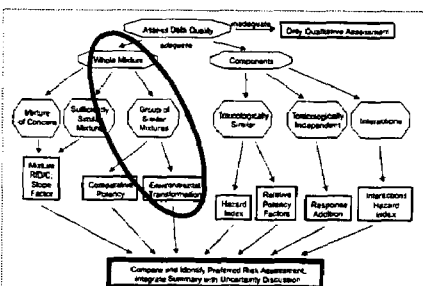 Assess Data Quality
inadequate
Only Qualitative Assessment
adequate
Whole Mixture
Components
Mixture
of
Concern
Sufficiently
Similar
Mixtures
Group of
Similar
Mixtures
Toxicologically
Similar
Toxicologically
Independent
Interactions
Mixture
RfD/C,
Slope
Factor
Comparative
Potency
Environmental
Transformation
Hazard
Index
Relative
Potency
Factors
Response
Addition
Interactions
Hazard
Index
Compare and Identify Preferred Risk Assessment,
Integrate Summary with Uncertainty Discussion